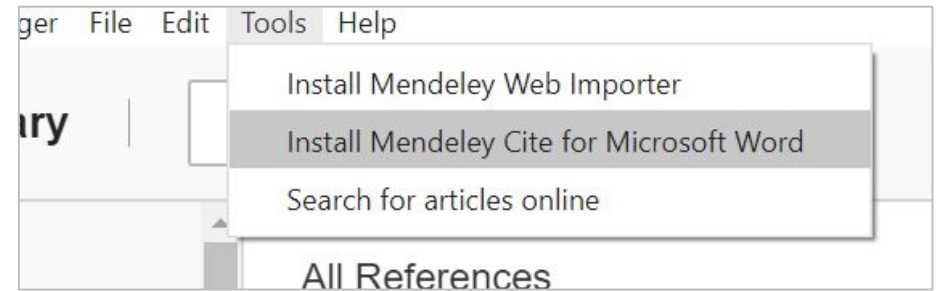 ger File Edit Tools Help
Install Mendeley Web Importer
ary
Install Mendeley Cite for Microsoft Word
Search for articles online
All References